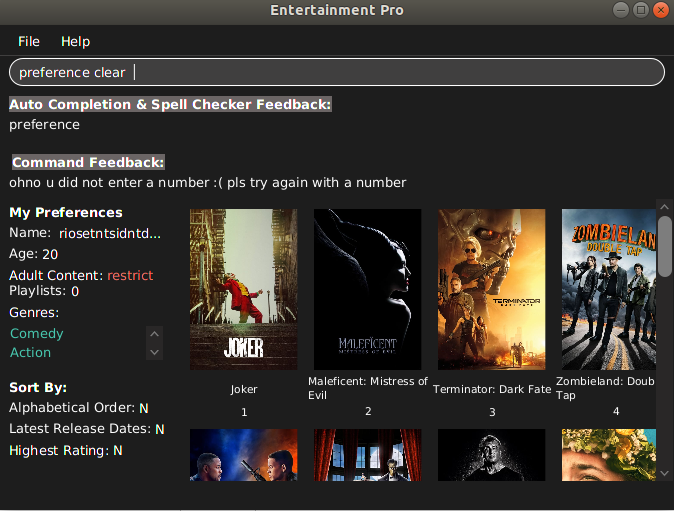 Entertainment Pro
File Help
preference clear
Auto Completion & Spell Checker Feedback:
preference
Command Feedback:
ohno u did not enter a number :( pls try again with a number
My Preferences
Name: riosetntsidntd...
Age: 20
Adult Content: restrict
Playlists: 0
Genres:
Comedy
Action
Sort By:
Alphabetical Order: N
Latest Release Dates: N
Highest Rating: N
JOKER
Joker
1
MALEFICENT
MISTRESS OF EVIL
Maleficent: Mistress of
Evil
2
TERMINATOR
DARK FATE
Terminator: Dark Fate
3
ZOMBIELAN
DOUBLE TAP
Zombieland: Doub
Tap
4